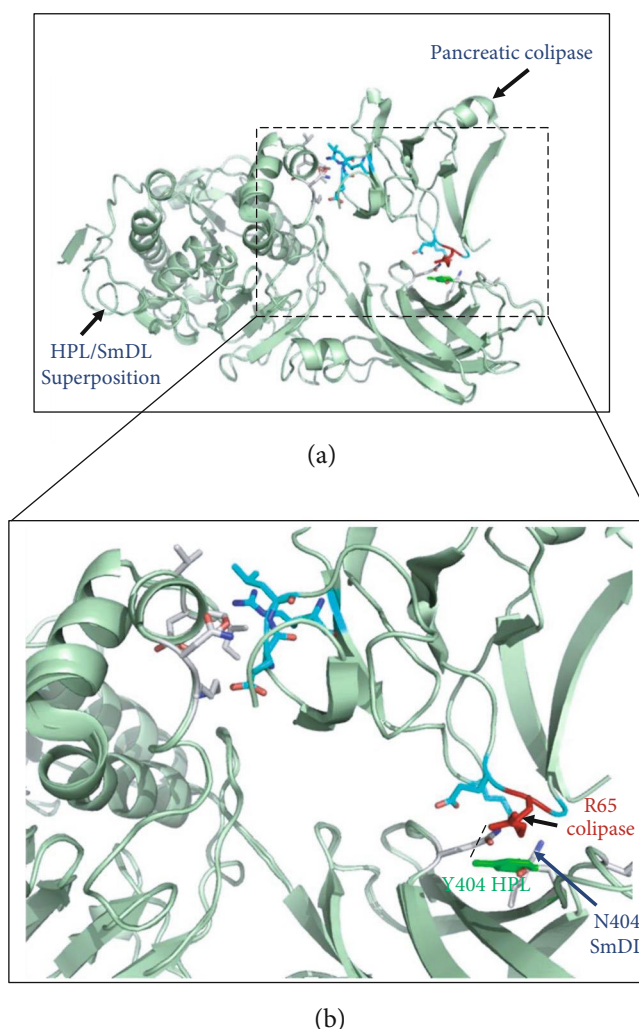 Pancreatic colipase
HPL/SmDL
Superposition
(a)
R65
colipase
Y404 HPL
N404
SmDL
(b)